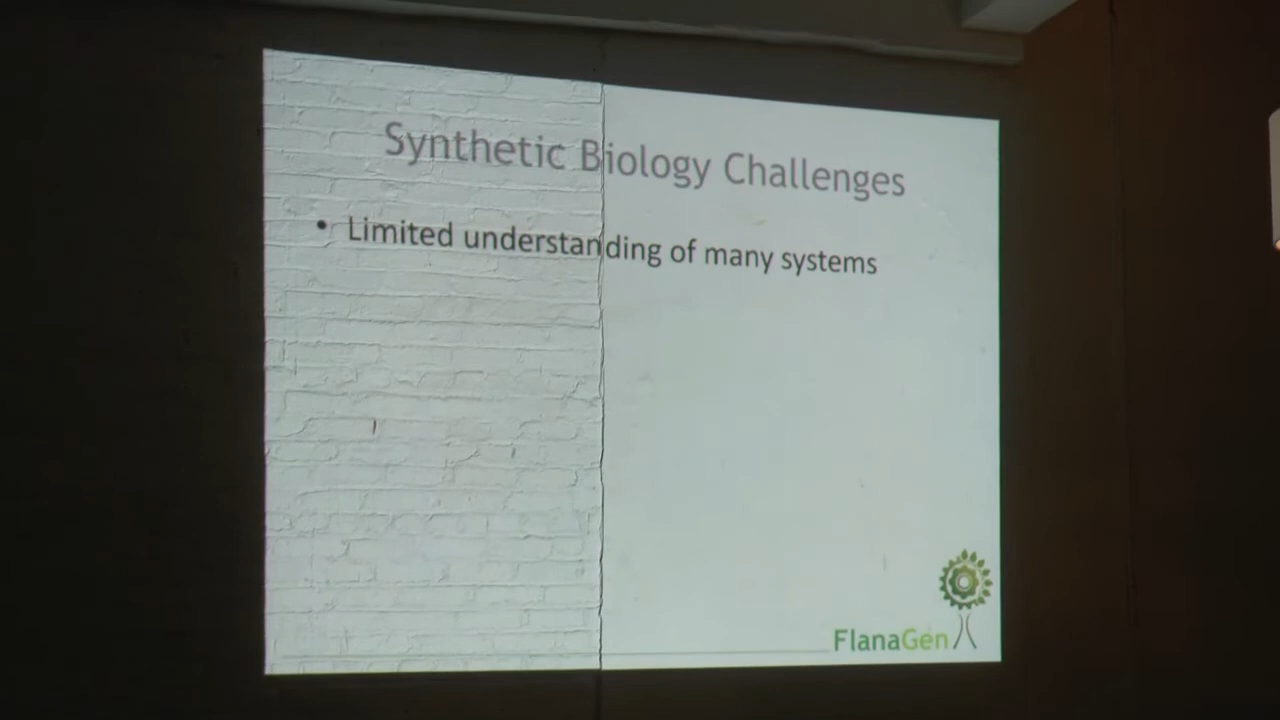 Synthetic Biology Challenges
• Limited understanding of many systems
FlanaGen